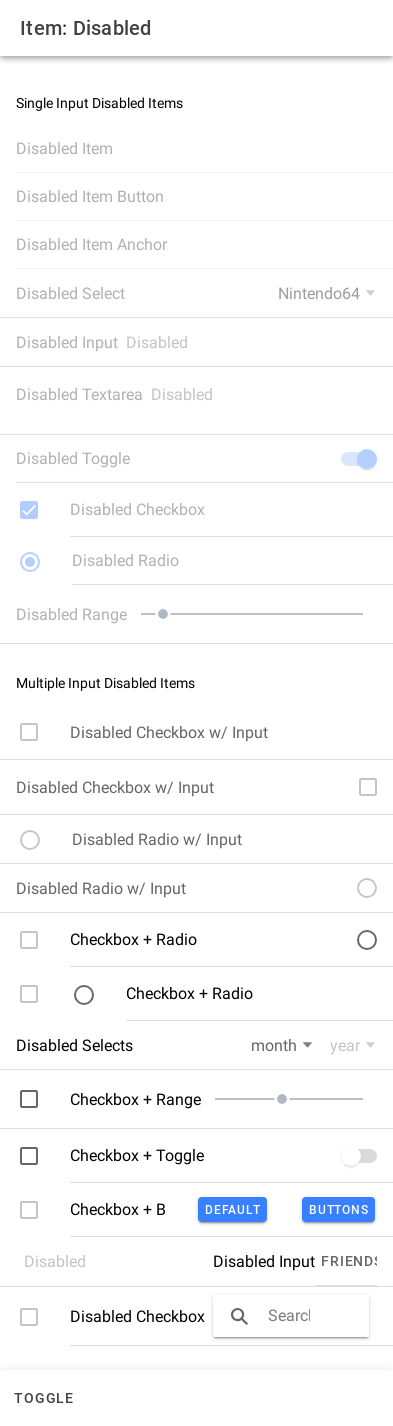 Item: Disabled
Single Input Disabled Items
Disabled Item
Disabled Item Button
Disabled Item Anchor
Disabled Select Nintendo64
Disabled Input Disabled
Disabled Textarea Disabled
Disabled Toggle
Disabled Checkbox
Disabled Radio
Disabled Range
Multiple Input Disabled Items
Disabled Checkbox w/ Input
Disabled Checkbox w/ Input
Disabled Radio w/ Input
Disabled Radio w/ Input
Checkbox + Radio
Checkbox + Radio
Disabled Selects month year
Checkbox + Range
Checkbox + Toggle
Checkbox + B DEFAULT BUTTONS
Disabled Disabled Input FRIENDS
Disabled Checkbox Search
TOGGLE